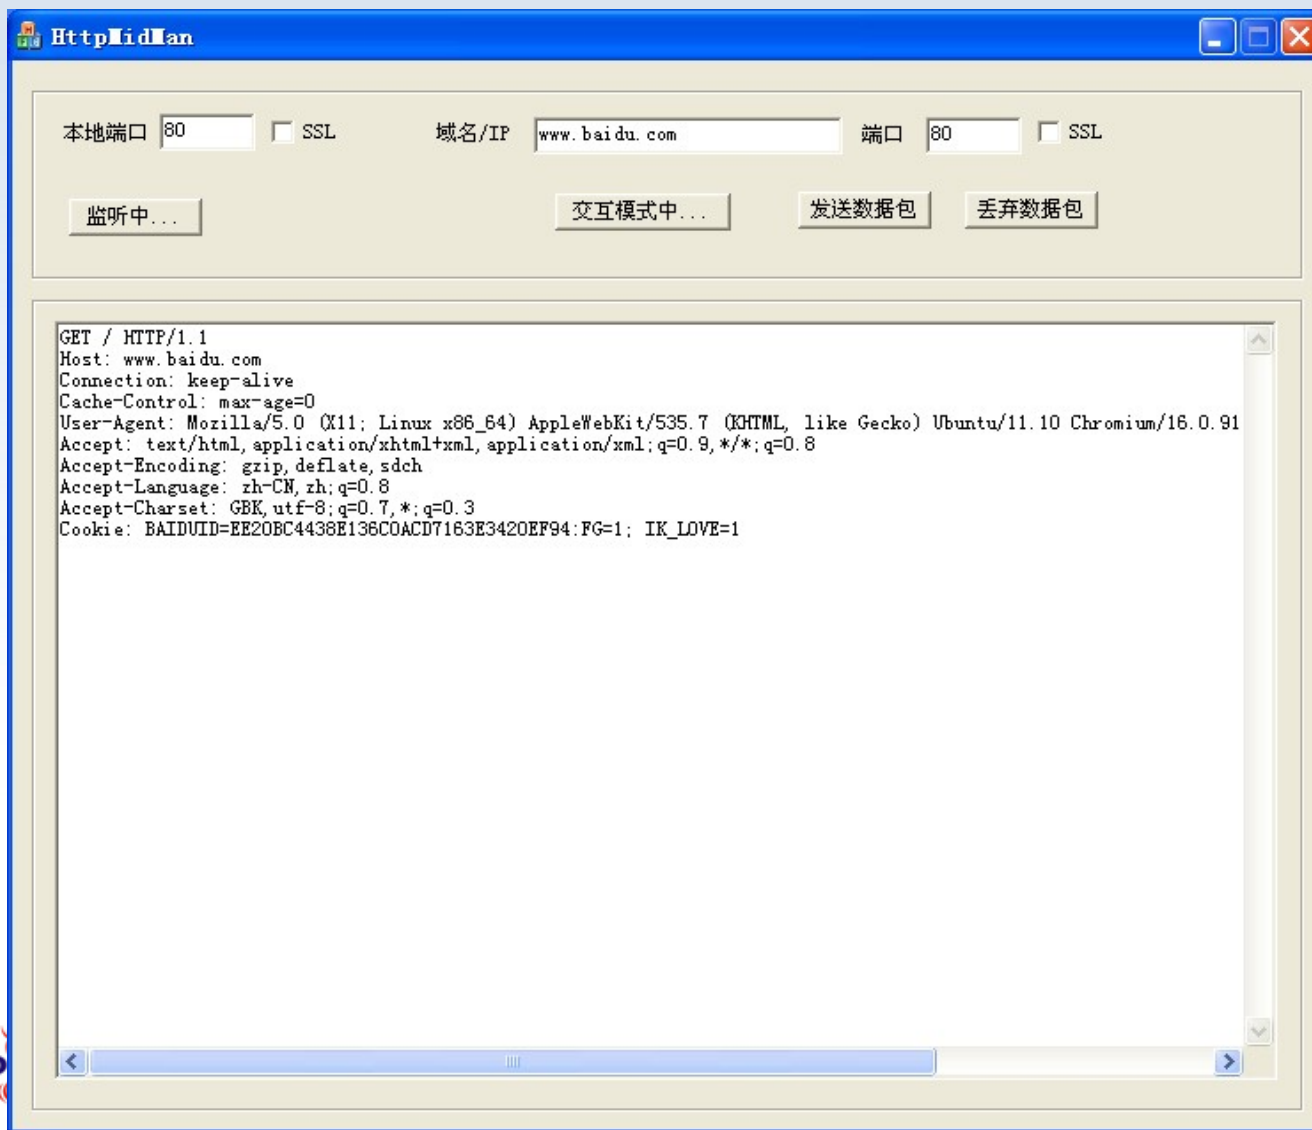 HttpMidMan
本地端口 80 SSL 域名/IP www.baidu.com 端口 80 SSL
监听中... 交互模式中... 发送数据包 丢弃数据包
GET / HTTP/1.1
Host: www.baidu.com
Connection: keep-alive
Cache-Control: max-age=0
User-Agent: Mozilla/5.0 (X11; Linux x86_64) AppleWebKit/535.7 (KHTML, like Gecko) Ubuntu/11.10 Chromium/16.0.91
Accept: text/html,application/xhtml+xml,application/xml;q=0.9,*/*;q=0.8
Accept-Encoding: gzip,deflate,sdch
Accept-Language: zh-CN,zh;q=0.8
Accept-Charset: GBK,utf-8;q=0.7,*;q=0.3
Cookie: BAIDUID=EE20BC4438E136C0ACD7163E3420EF94:FG=1; IK_LOVE=1